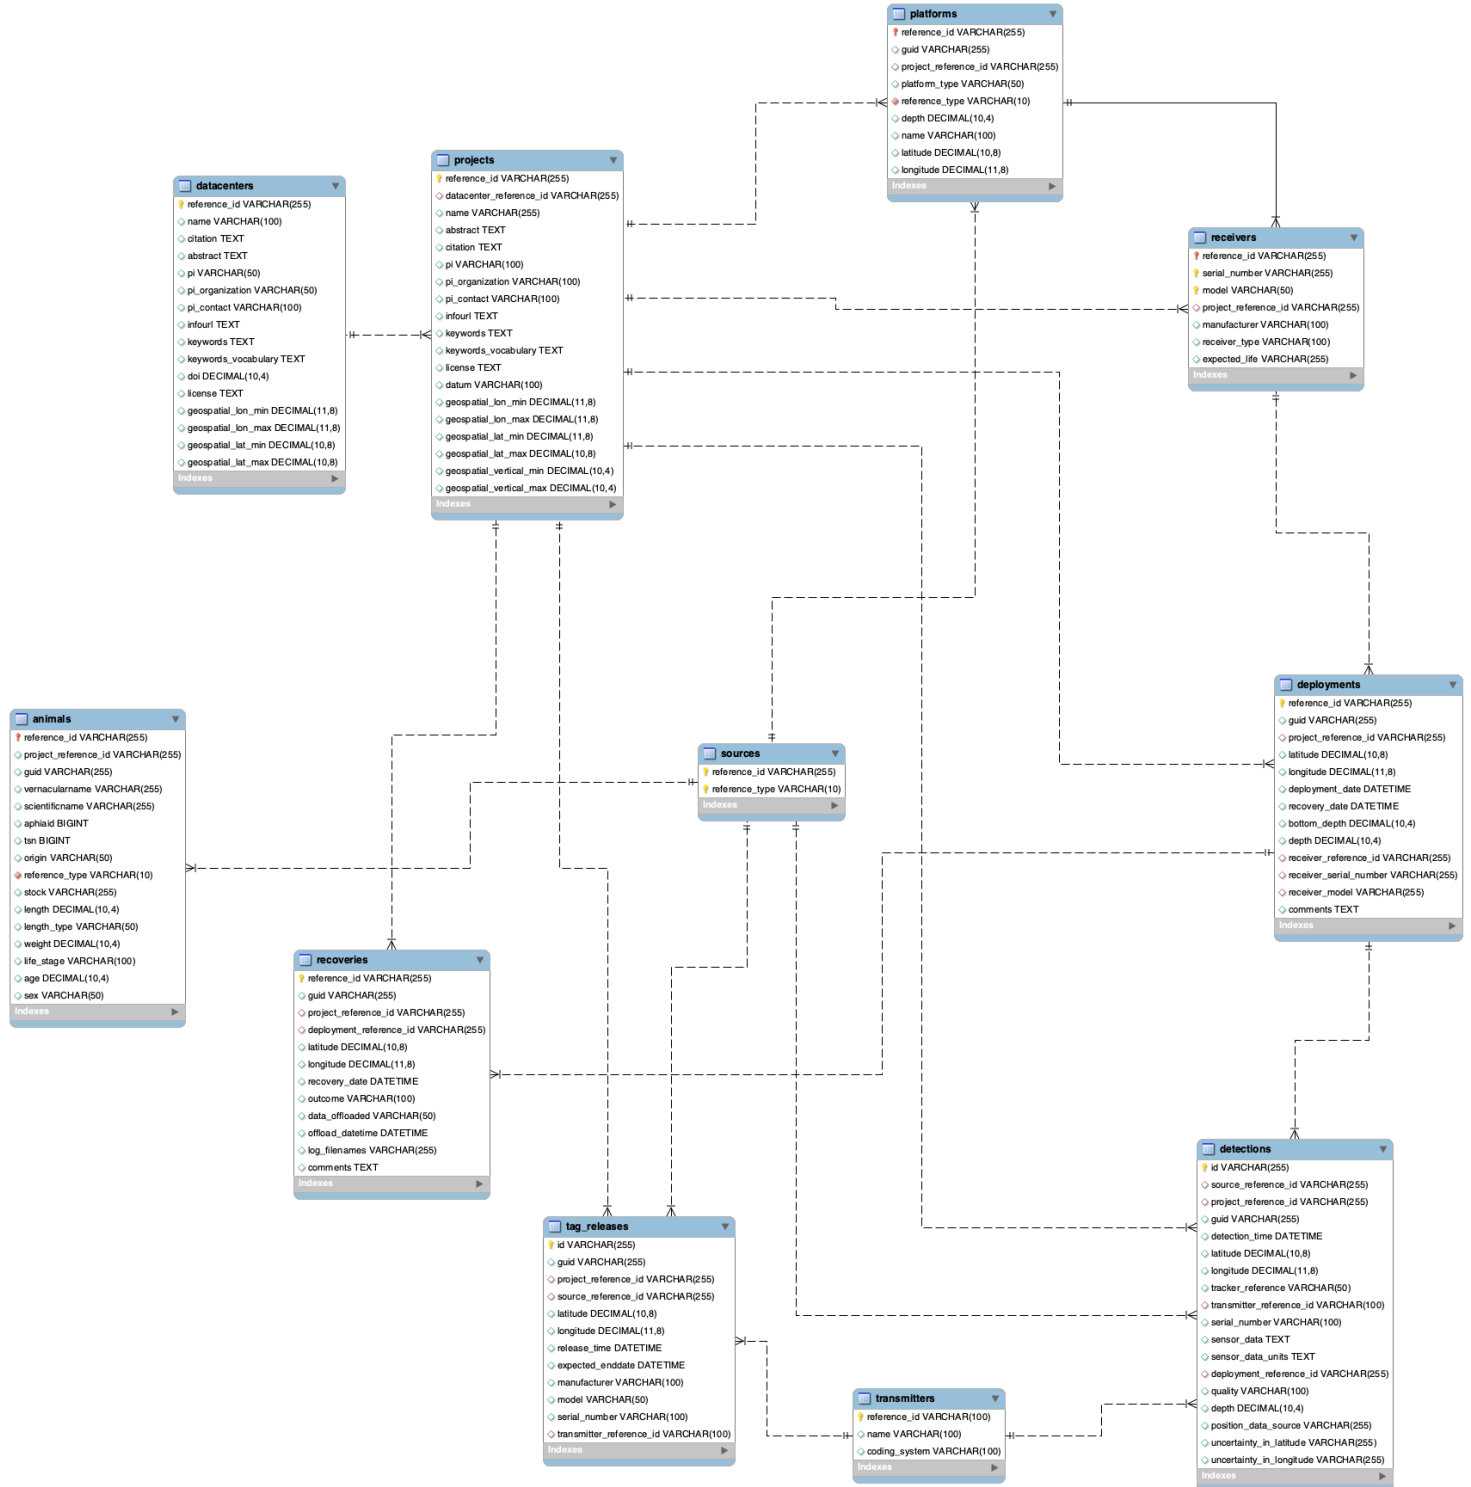 platforms
reference_id VARCHAR(255)
guid VARCHAR(255)
project_reference_id VARCHAR(255)
platform_type VARCHAR(50)
reference_type VARCHAR(10)
depth DECIMAL(10,4)
name VARCHAR(100)
latitude DECIMAL(10,8)
longitude DECIMAL(11,8)
Indexes
projects
reference_id VARCHAR(255)
datacenter_reference_id VARCHAR(255)
name VARCHAR(255)
abstract TEXT
citation TEXT
pi VARCHAR(100)
pi_organization VARCHAR(100)
pi_contact VARCHAR(100)
infourl TEXT
keywords TEXT
keywords_vocabulary TEXT
license TEXT
datum VARCHAR(100)
geospatial_lon_min DECIMAL(11,8)
geospatial_lon_max DECIMAL(11,8)
geospatial_lat_min DECIMAL(11,8)
geospatial_lat_max DECIMAL(10,8)
geospatial_vertical_min DECIMAL(10,4)
geospatial_vertical_max DECIMAL(10,4)
Indexes
datacenters
reference_id VARCHAR(255)
name VARCHAR(100)
citation TEXT
abstract TEXT
pi VARCHAR(50)
pi_organization VARCHAR(50)
pi_contact VARCHAR(100)
infourl TEXT
keywords TEXT
keywords_vocabulary TEXT
doi DECIMAL(10,4)
license TEXT
geospatial_lon_min DECIMAL(11,8)
geospatial_lon_max DECIMAL(11,8)
geospatial_lat_min DECIMAL(10,8)
geospatial_lat_max DECIMAL(10,8)
Indexes
receivers
reference_id VARCHAR(255)
serial_number VARCHAR(255)
model VARCHAR(50)
project_reference_id VARCHAR(255)
manufacturer VARCHAR(100)
receiver_type VARCHAR(100)
expected_life VARCHAR(255)
Indexes
deployments
reference_id VARCHAR(255)
guid VARCHAR(255)
project_reference_id VARCHAR(255)
latitude DECIMAL(10,8)
longitude DECIMAL(11,8)
deployment_date DATETIME
recovery_date DATETIME
bottom_depth DECIMAL(10,4)
depth DECIMAL(10,4)
receiver_reference_id VARCHAR(255)
receiver_serial_number VARCHAR(255)
receiver_model VARCHAR(255)
comments TEXT
Indexes
animals
reference_id VARCHAR(255)
project_reference_id VARCHAR(255)
guid VARCHAR(255)
vernacularname VARCHAR(255)
scientificname VARCHAR(255)
aphiaid BIGINT
tsn BIGINT
origin VARCHAR(50)
reference_type VARCHAR(10)
stock VARCHAR(255)
length DECIMAL(10,4)
length_type VARCHAR(50)
weight DECIMAL(10,4)
life_stage VARCHAR(100)
age DECIMAL(10,4)
sex VARCHAR(50)
Indexes
sources
reference_id VARCHAR(255)
reference_type VARCHAR(10)
Indexes
recoveries
reference_id VARCHAR(255)
guid VARCHAR(255)
project_reference_id VARCHAR(255)
deployment_reference_id VARCHAR(255)
latitude DECIMAL(10,8)
longitude DECIMAL(11,8)
recovery_date DATETIME
outcome VARCHAR(100)
data_offloaded VARCHAR(50)
offload_datetime DATETIME
log_filenames VARCHAR(255)
comments TEXT
Indexes
detections
id VARCHAR(255)
source_reference_id VARCHAR(255)
project_reference_id VARCHAR(255)
guid VARCHAR(255)
detection_time DATETIME
latitude DECIMAL(10,8)
longitude DECIMAL(11,8)
tracker_reference VARCHAR(50)
transmitter_reference_id VARCHAR(100)
serial_number VARCHAR(100)
sensor_data TEXT
sensor_data_units TEXT
deployment_reference_id VARCHAR(255)
quality VARCHAR(100)
depth DECIMAL(10,4)
position_data_source VARCHAR(255)
uncertainty_in_latitude VARCHAR(255)
uncertainty_in_longitude VARCHAR(255)
Indexes
tag_releases
id VARCHAR(255)
guid VARCHAR(255)
project_reference_id VARCHAR(255)
source_reference_id VARCHAR(255)
latitude DECIMAL(10,8)
longitude DECIMAL(11,8)
release_time DATETIME
expected_enddate DATETIME
manufacturer VARCHAR(100)
model VARCHAR(50)
serial_number VARCHAR(100)
transmitter_reference_id VARCHAR(100)
Indexes
transmitters
reference_id VARCHAR(100)
name VARCHAR(100)
coding_system VARCHAR(100)
Indexes